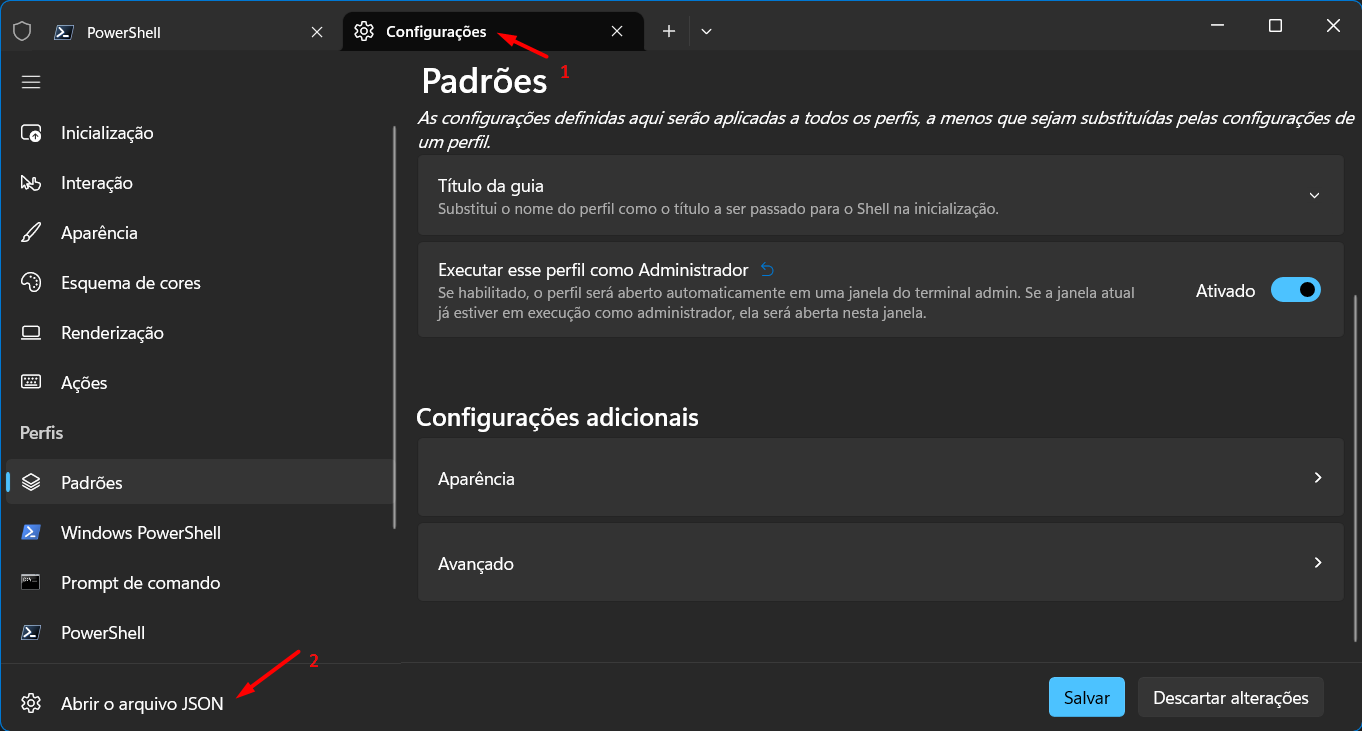 PowerShell
Configurações
1
Padrões
As configurações definidas aqui serão aplicadas a todos os perfis, a menos que sejam substituídas pelas configurações de
um perfil.
Inicialização
Interação
Aparência
Esquema de cores
Renderização
Ações
Perfis
Padrões
Windows PowerShell
Prompt de comando
PowerShell
2
Abrir o arquivo JSON
Título da guia
Substitui o nome do perfil como o título a ser passado para o Shell na inicialização.
Executar esse perfil como Administrador
Se habilitado, o perfil será aberto automaticamente em uma janela do terminal admin. Se a janela atual
já estiver em execução como administrador, ela será aberta nesta janela.
Ativado
Configurações adicionais
Aparência
Avançado
Salvar
Descartar alterações